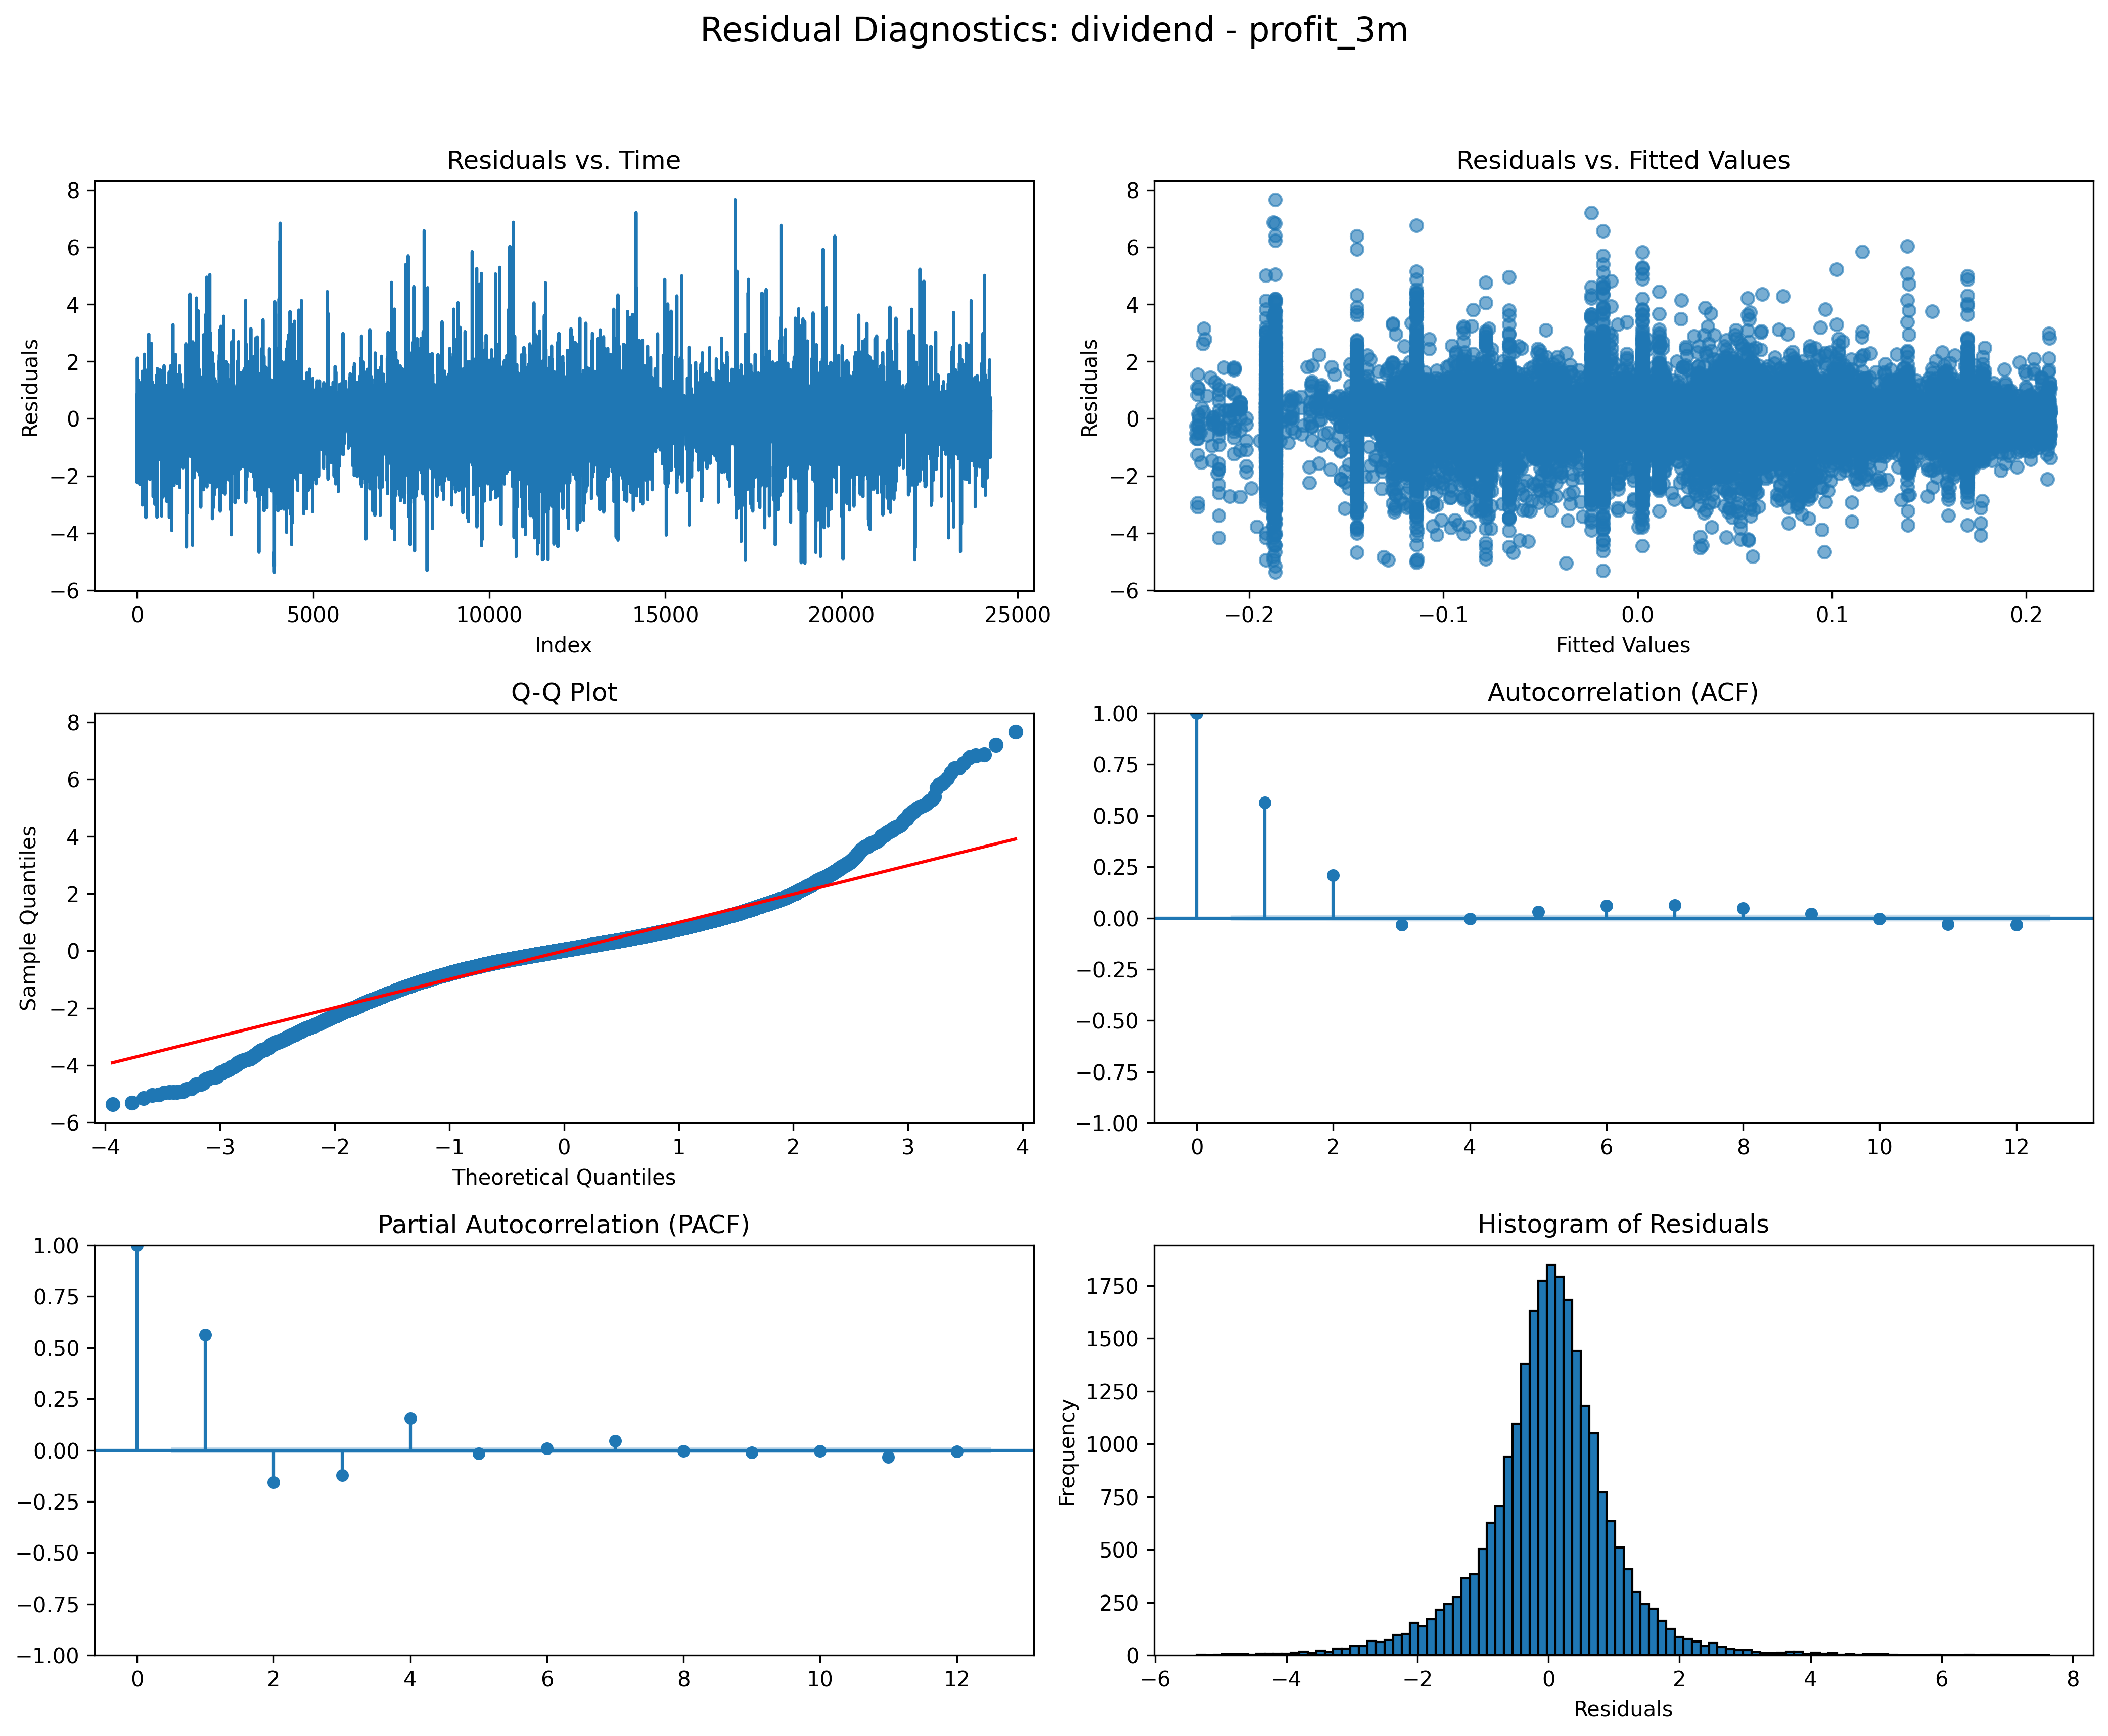 Residual Diagnostics: dividend - profit_3m
Residuals vs. Time
Residuals
8
6
4
2
0
−2
−4
−6
0 5000 10000 15000 20000 25000
Index
Residuals vs. Fitted Values
Residuals
8
6
4
2
0
−2
−4
−6
−0.2 −0.1 0.0 0.1 0.2
Fitted Values
Q-Q Plot
Sample Quantiles
8
6
4
2
0
−2
−4
−6
−4 −3 −2 −1 0 1 2 3 4
Theoretical Quantiles
Autocorrelation (ACF)
1.00
0.75
0.50
0.25
0.00
−0.25
−0.50
−0.75
−1.00
0 2 4 6 8 10 12
Partial Autocorrelation (PACF)
1.00
0.75
0.50
0.25
0.00
−0.25
−0.50
−0.75
−1.00
0 2 4 6 8 10 12
Histogram of Residuals
Frequency
1750
1500
1250
1000
750
500
250
0
−6 −4 −2 0 2 4 6 8
Residuals